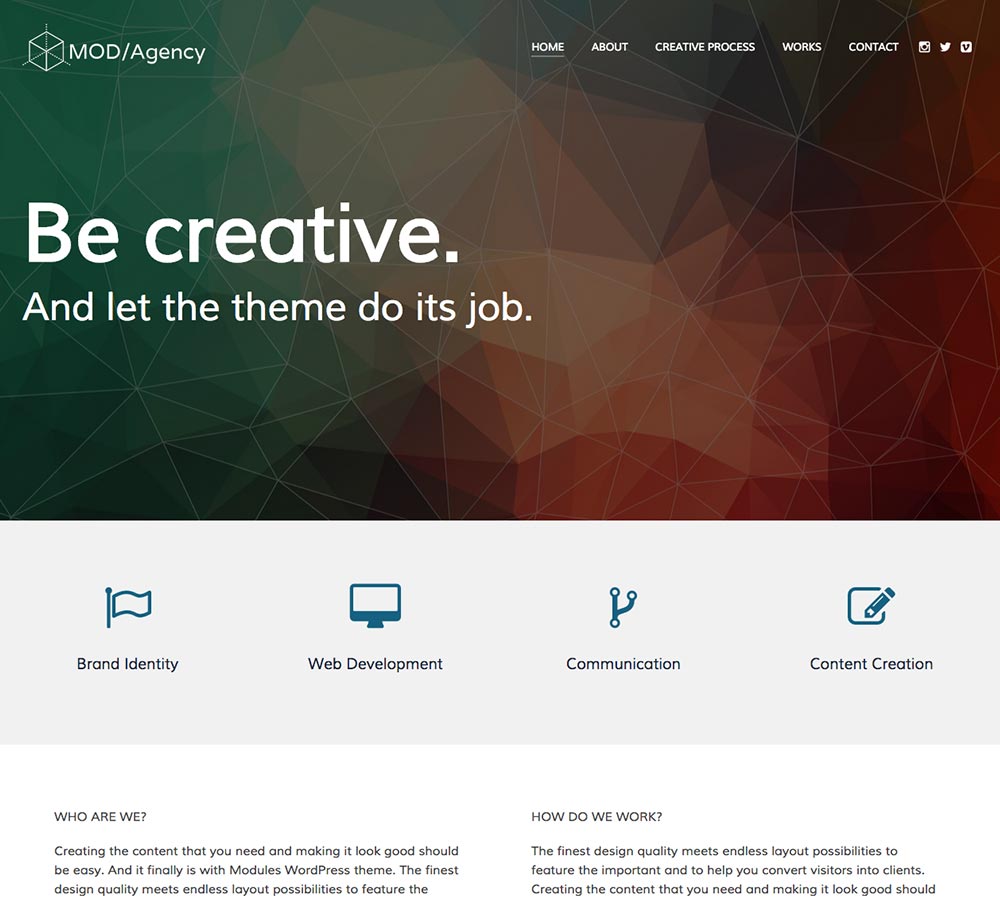 MOD/Agency
HOME ABOUT CREATIVE PROCESS WORKS CONTACT
Be creative.
And let the theme do its job.
Brand Identity
Web Development
Communication
Content Creation
WHO ARE WE?
Creating the content that you need and making it look good should
be easy. And it finally is with Modules WordPress theme. The finest
design quality meets endless layout possibilities to feature the
HOW DO WE WORK?
The finest design quality meets endless layout possibilities to
feature the important and to help you convert visitors into clients.
Creating the content that you need and making it look good should